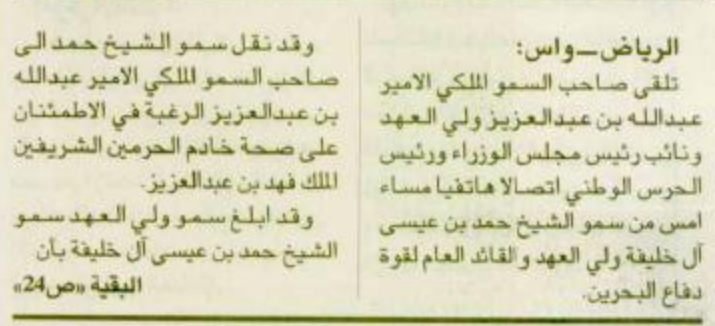 الرياض ــ واس:
تلقى صاحب السمو الملكي الامير
عبدالله بن عبدالعزيز ولي العهد
ونائب رئيس مجلس الوزراء ورئيس
الحرس الوطني اتصالا هاتفيا مساء
امس من سمو الشيخ حمد بن عيسى
آل خليفة ولي العهد والقائد العام لقوة
دفاع البحرين.
وقد نقل سمو الشيخ حمد الى
صاحب السمو الملكي الامير عبدالله
بن عبدالعزيز الرغبة في الاطمئنان
على صحة خادم الحرمين الشريفين
الملك فهد بن عبدالعزيز.
وقد ابلغ سمو ولي العهد سمو
الشيخ حمد بن عيسى آل خليفة بأن
البقية «ص24»